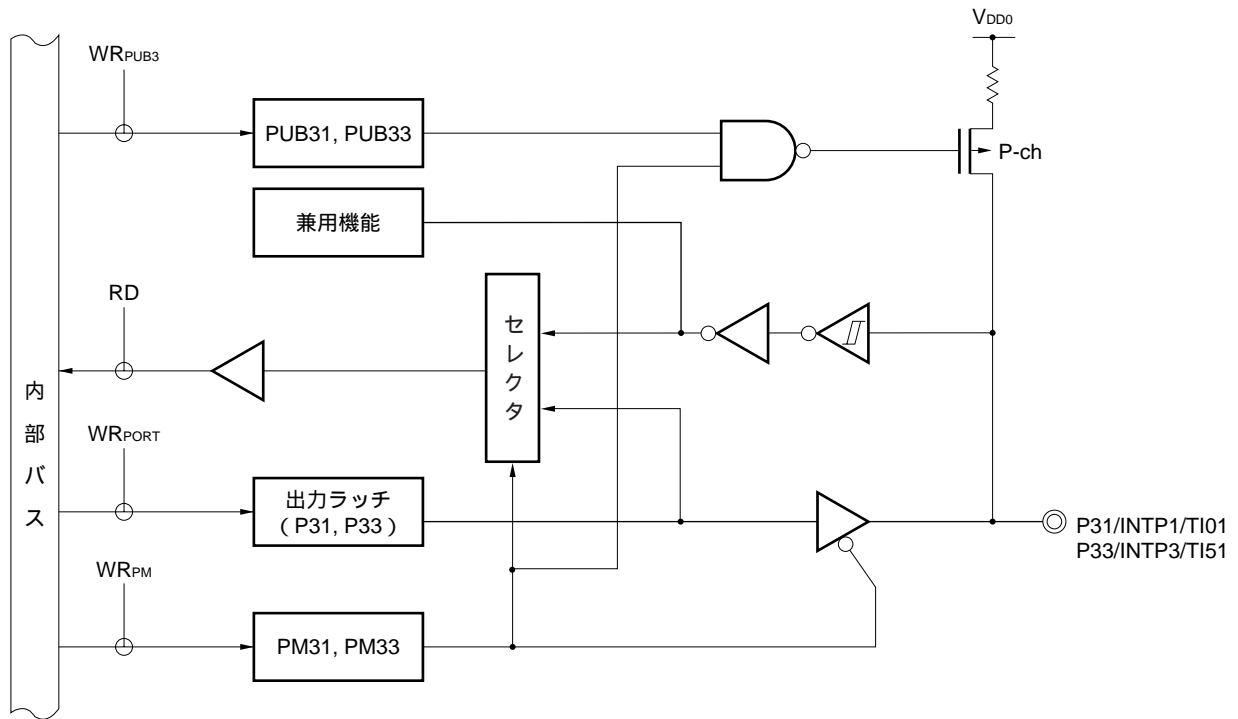 VDD0
WRPUB3
PUB31, PUB33
P-ch
兼用機能
RD
セレクタ
内部バス
WRPORT
出力ラッチ
(P31, P33)
P31/INTP1/TI01
P33/INTP3/TI51
WRPM
PM31, PM33